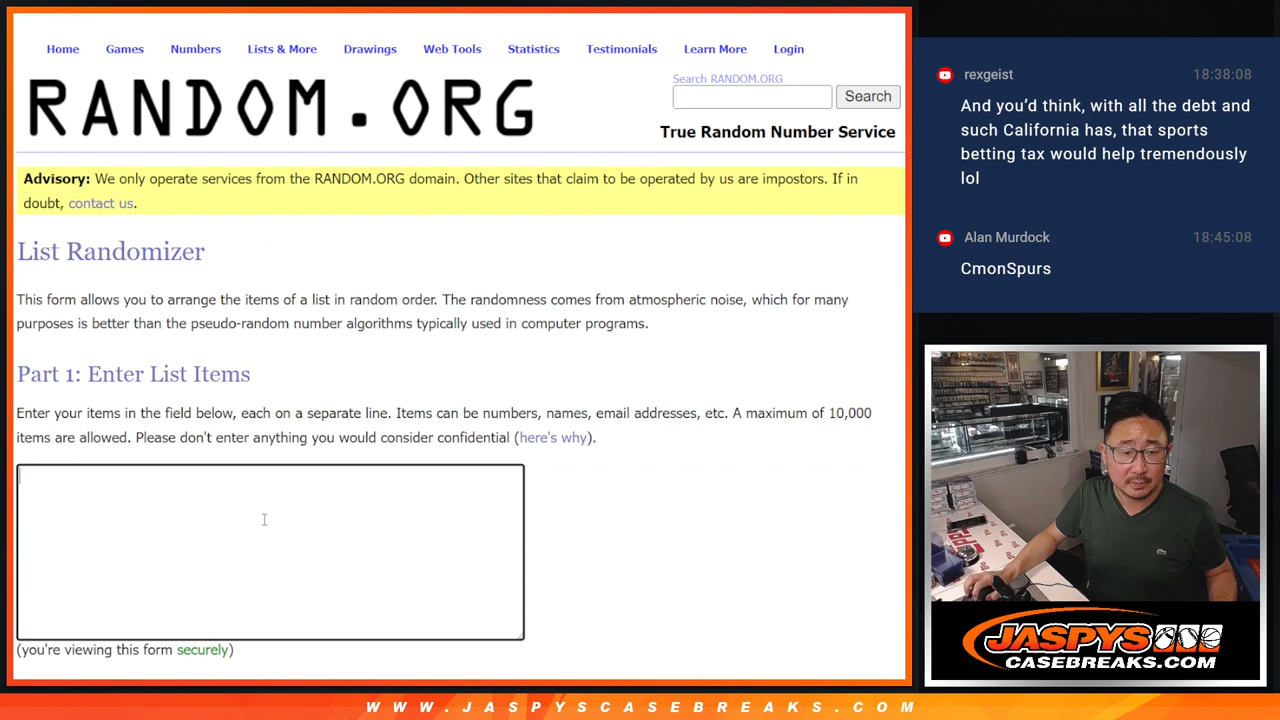 Home Games Numbers Lists & More Drawings Web Tools Statistics Testimonials Learn More Login
RANDOM.ORG
Search RANDOM.ORG
Search
True Random Number Service
Advisory: We only operate services from the RANDOM.ORG domain. Other sites that claim to be operated by us are impostors. If in
doubt, contact us.
List Randomizer
This form allows you to arrange the items of a list in random order. The randomness comes from atmospheric noise, which for many
purposes is better than the pseudo-random number algorithms typically used in computer programs.
Part 1: Enter List Items
Enter your items in the field below, each on a separate line. Items can be numbers, names, email addresses, etc. A maximum of 10,000
items are allowed. Please don't enter anything you would consider confidential (here's why).
(you're viewing this form securely)
rexgeist 18:38:08
And you’d think, with all the debt and
such California has, that sports
betting tax would help tremendously
lol
Alan Murdock 18:45:08
CmonSpurs
JASPYS
CASEBREAKS.COM
WWW.JASPYSCASEBREAKS.COM